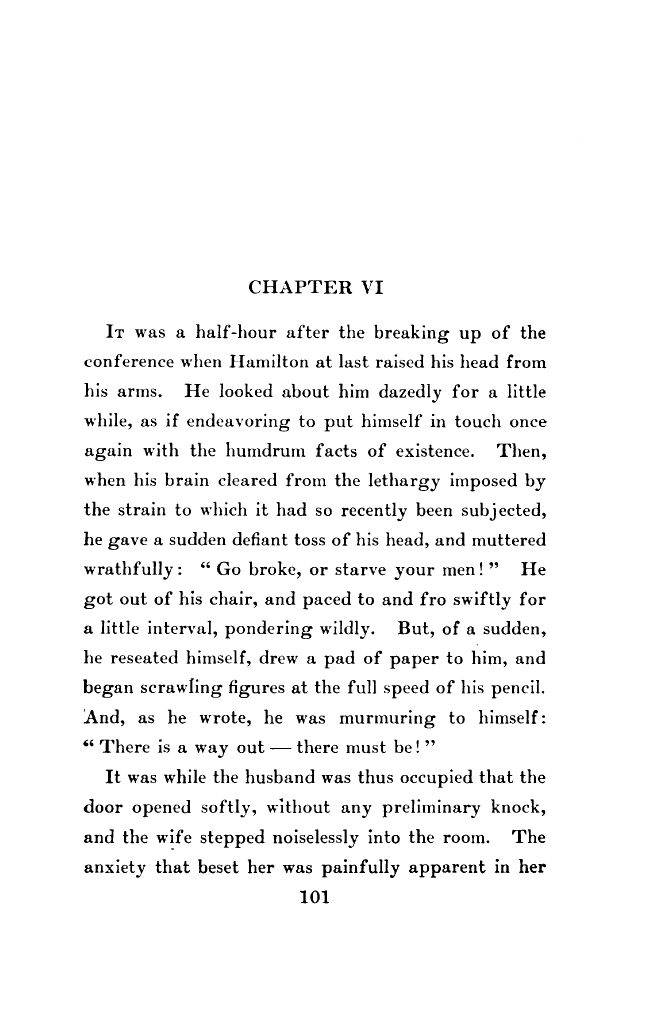 CHAPTER VI
It was a half-hour after the breaking up of the
conference when Hamilton at last raised his head from
his arms. He looked about him dazedly for a little
while, as if endeavoring to put himself in touch once
again with the humdrum facts of existence. Then,
when his brain cleared from the lethargy imposed by
the strain to which it had so recently been subjected,
he gave a sudden defiant toss of his head, and muttered
wrathfully: “Go broke, or starve your men!” He
got out of his chair, and paced to and fro swiftly for
a little interval, pondering wildly. But, of a sudden,
he reseated himself, drew a pad of paper to him, and
began scrawling figures at the full speed of his pencil.
And, as he wrote, he was murmuring to himself:
“There is a way out — there must be!”
It was while the husband was thus occupied that the
door opened softly, without any preliminary knock,
and the wife stepped noiselessly into the room. The
anxiety that beset her was painfully apparent in her
101